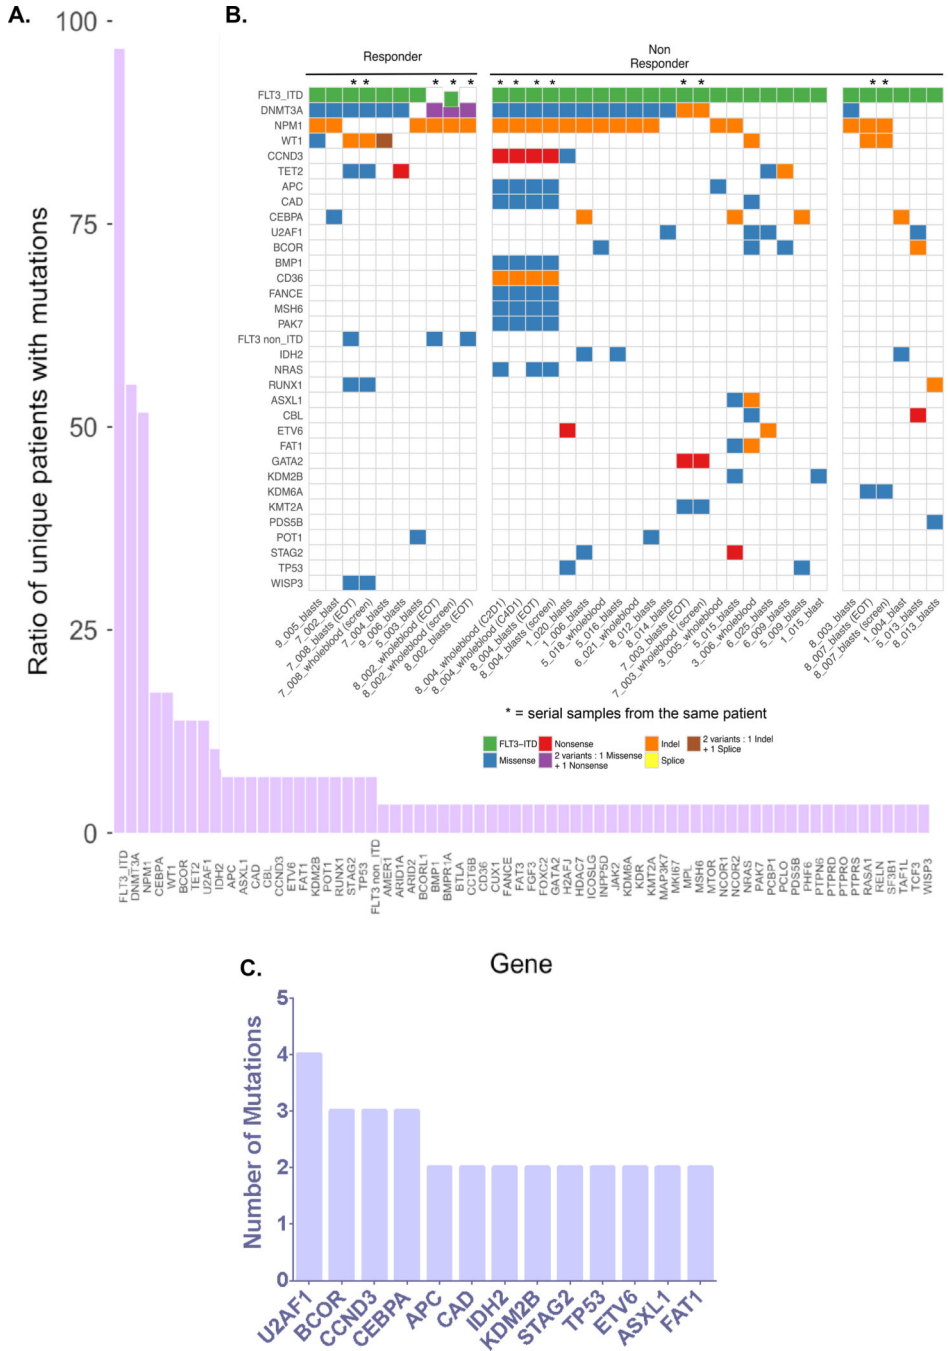 A.
B.
100
75
50
25
0
Ratio of unique patients with mutations
Responder
Non
Responder
* * * * * * * * * * * * *
FLT3_ITD
DNMT3A
NPM1
WT1
CCND3
TET2
APC
CAD
CEBPA
U2AF1
BCOR
BMP1
CD36
FANCE
MSH6
PAK7
FLT3 non_ITD
IDH2
NRAS
RUNX1
ASXL1
CBL
ETV6
FAT1
GATA2
KDM2B
KDM6A
KMT2A
PDS5B
POT1
STAG2
TP53
WISP3
9_005_blasts
7_002_blast
7_008_blasts (EOT)
7_008_wholeblood (screen)
7_004_blasts
9_006_blasts
5_003_blasts
8_002_wholeblood (EOT)
8_002_wholeblood (screen)
8_002_blasts (EOT)
8_004_wholeblood (C2D1)
8_004_wholeblood (C4D1)
8_004_blasts (EOT)
8_004_blasts (screen)
1_020_blasts
1_006_blasts
5_018_wholeblood
5_016_blasts
6_021_wholeblood
8_012_blasts
8_014_blasts
7_003_blasts (EOT)
7_003_wholeblood (screen)
3_005_wholeblood
5_015_blasts
3_006_wholeblood
6_025_blasts
6_009_blasts
5_009_blasts
1_015_blast
8_003_blasts
8_007_blasts (EOT)
8_007_blasts (screen)
1_004_blast
5_013_blasts
8_013_blasts
* = serial samples from the same patient
FLT3-ITD
Nonsense
Indel
2 variants : 1 Indel
+ 1 Splice
Missense
2 variants : 1 Missense
+ 1 Nonsense
Splice
FLT3_ITD
DNMT3A
NPM1
CEBPA
WT1
BCOR
TET2
U2AF1
IDH2
APC
ASXL1
CAD
CBL
CCND3
ETV6
FAT1
KDM2B
POT1
RUNX1
STAG2
TP53
FLT3 non_ITD
AMER1
ARID1A
ARID2
BCORL1
BMP1
BMPR1A
BTLA
CCT6B
CD36
CUX1
FANCE
FAT3
FGF3
FOXC2
GATA2
H2AFJ
HDAC7
ICOSLG
INPP5D
JAK2
KDM6A
KDR
KMT2A
MAP3K7
MKI67
MPL
MSH6
MTOR
NCOR1
NCOR2
NRAS
PAK7
PCBP1
PCLO
PDS5B
PHF6
PTPN6
PTPRD
PTPRO
PTPRS
RASA1
RELN
SF3B1
TAF1L
TCF3
WISP3
Gene
C.
Number of Mutations
5
4
3
2
1
0
U2AF1
BCOR
CCND3
CEBPA
APC
CAD
IDH2
KDM2B
STAG2
TP53
ETV6
ASXL1
FAT1